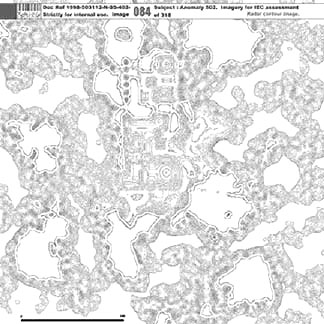 Doc Ref 1998-503112-N-35-403-
Strictly for internal use. Image 084 of 318
Subject : Anomaly 502. Imagery for IEC assessment
Radar contour image.